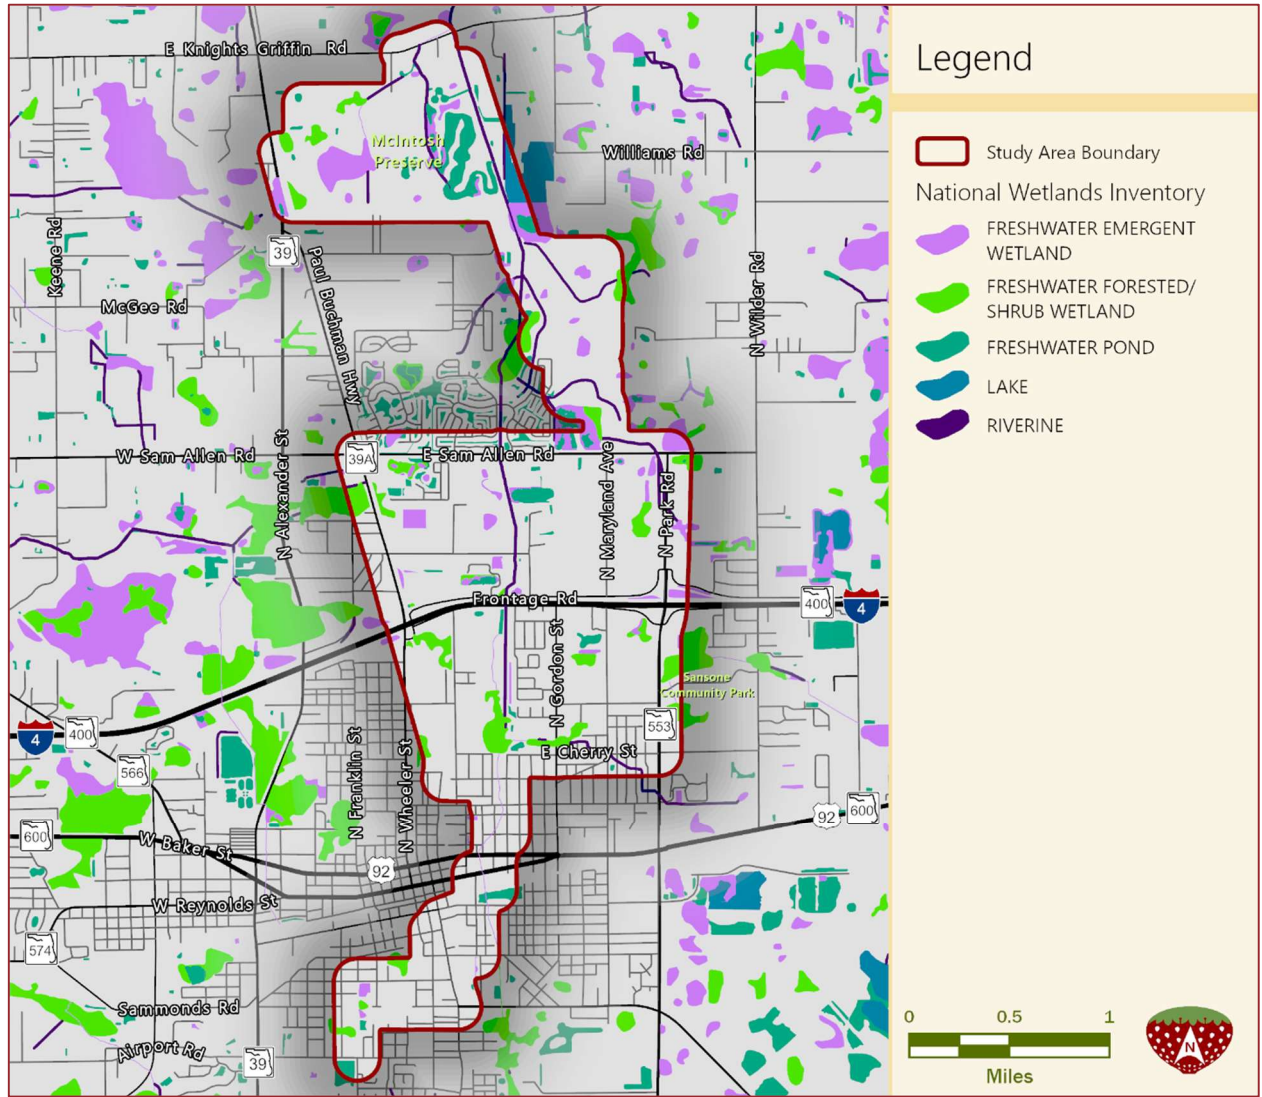 E Knights Griffin Rd
McIntosh
Preserve
Williams Rd
Keene Rd
39
Paul Buchman Hwy
N Wilder Rd
McGee Rd
W Sam Allen Rd
39A
E Sam Allen Rd
N Alexander St
N Maryland Ave
N Park Rd
Frontage Rd
400
4
N Gordon St
Sansone
Community Park
4
400
553
566
N Franklin St
N Wheeler St
E Cherry St
600
W Baker St
92
92
600
W Reynolds St
574
Sammonds Rd
Airport Rd
39
Legend
Study Area Boundary
National Wetlands Inventory
FRESHWATER EMERGENT
WETLAND
FRESHWATER FORESTED/
SHRUB WETLAND
FRESHWATER POND
LAKE
RIVERINE
0 0.5 1
Miles
N